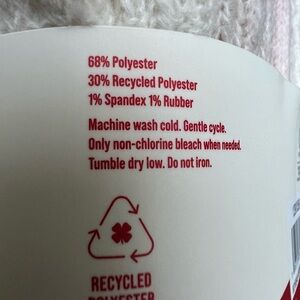 68% Polyester
30% Recycled Polyester
1% Spandex 1% Rubber
Machine wash cold. Gentle cycle.
Only non-chlorine bleach when needed.
Tumble dry low. Do not iron.
RECYCLED
POLYESTER